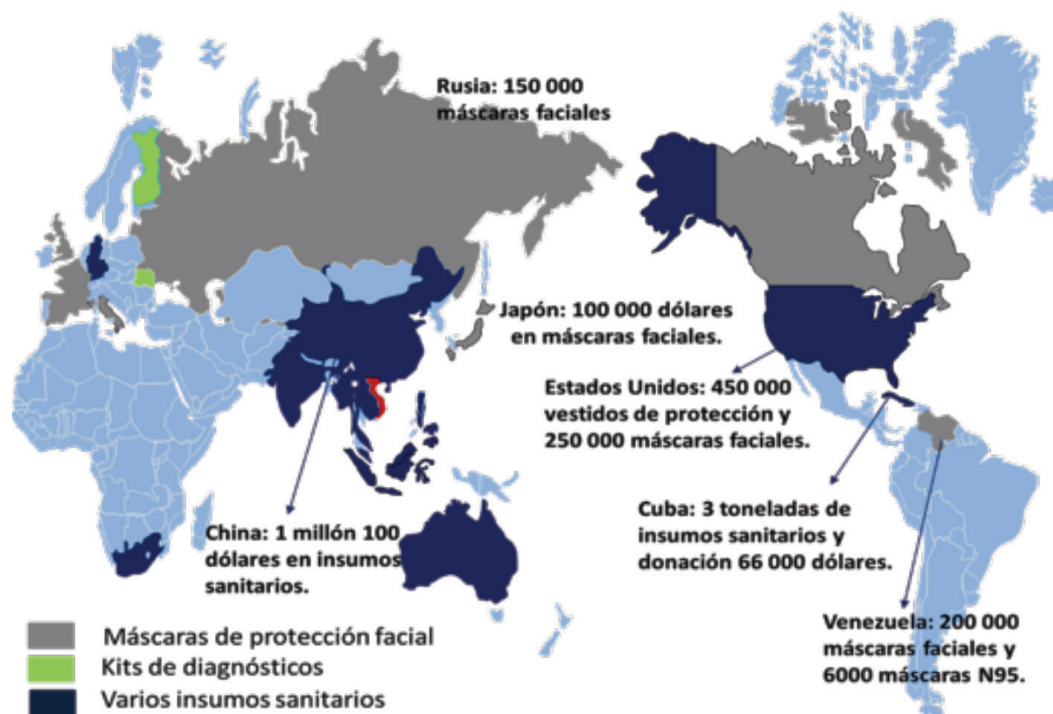 Rusia: 150 000
máscaras faciales
Japón: 100 000 dólares
en máscaras faciales.
Estados Unidos: 450 000
vestidos de protección y
250 000 máscaras faciales.
Cuba: 3 toneladas de
insumos sanitarios y
donación 66 000 dólares.
China: 1 millón 100
dólares en insumos
sanitarios.
Venezuela: 200 000
máscaras faciales y
6000 máscaras N95.
Máscaras de protección facial
Kits de diagnósticos
Varios insumos sanitarios